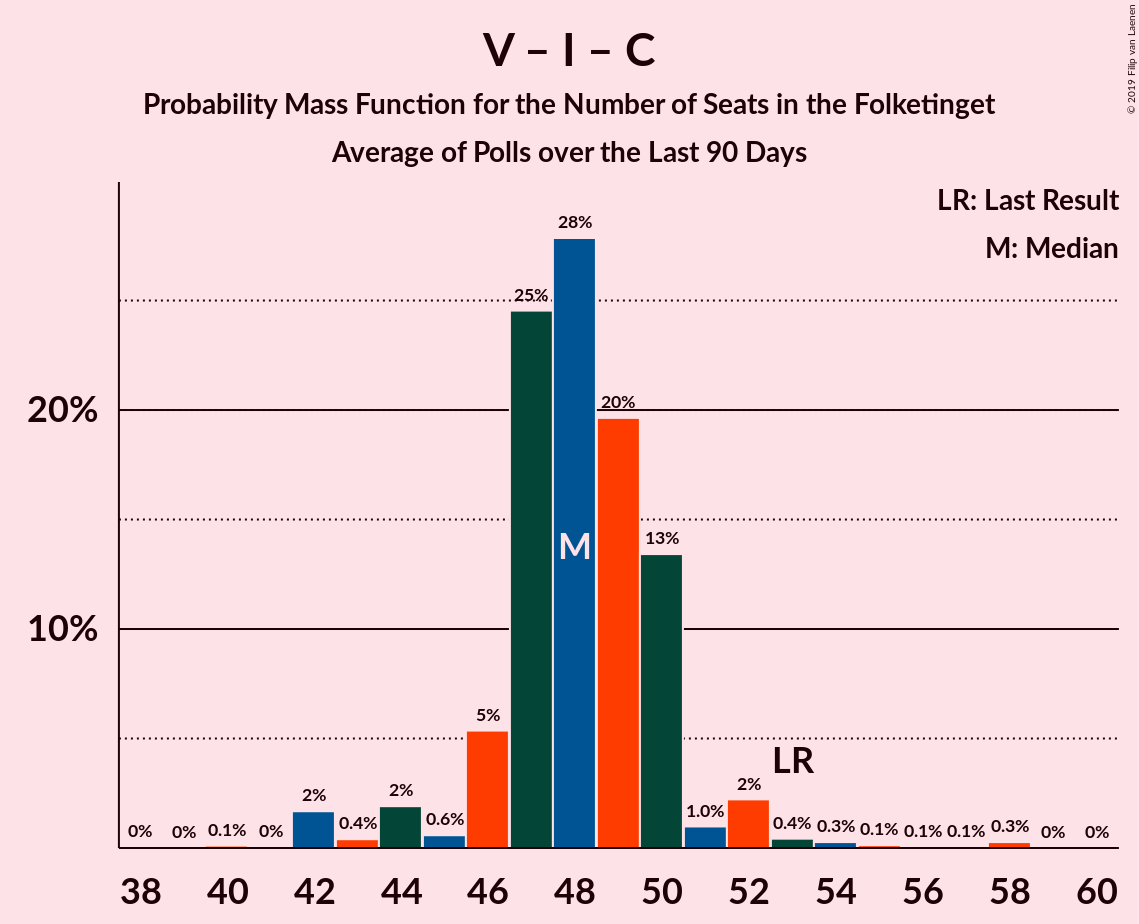 V – I – C
Probability Mass Function for the Number of Seats in the Folketinget
Average of Polls over the Last 90 Days
© 2019 Filip van Laenen
LR: Last Result
M: Median
28%
25%
20%
20%
M
13%
10%
5%
LR
2%
2%
2%
0% 0% 0.1% 0% 0.4% 0.6% 1.0% 0.4% 0.3% 0.1% 0.1% 0.1% 0.3% 0% 0%
38 40 42 44 46 48 50 52 54 56 58 60